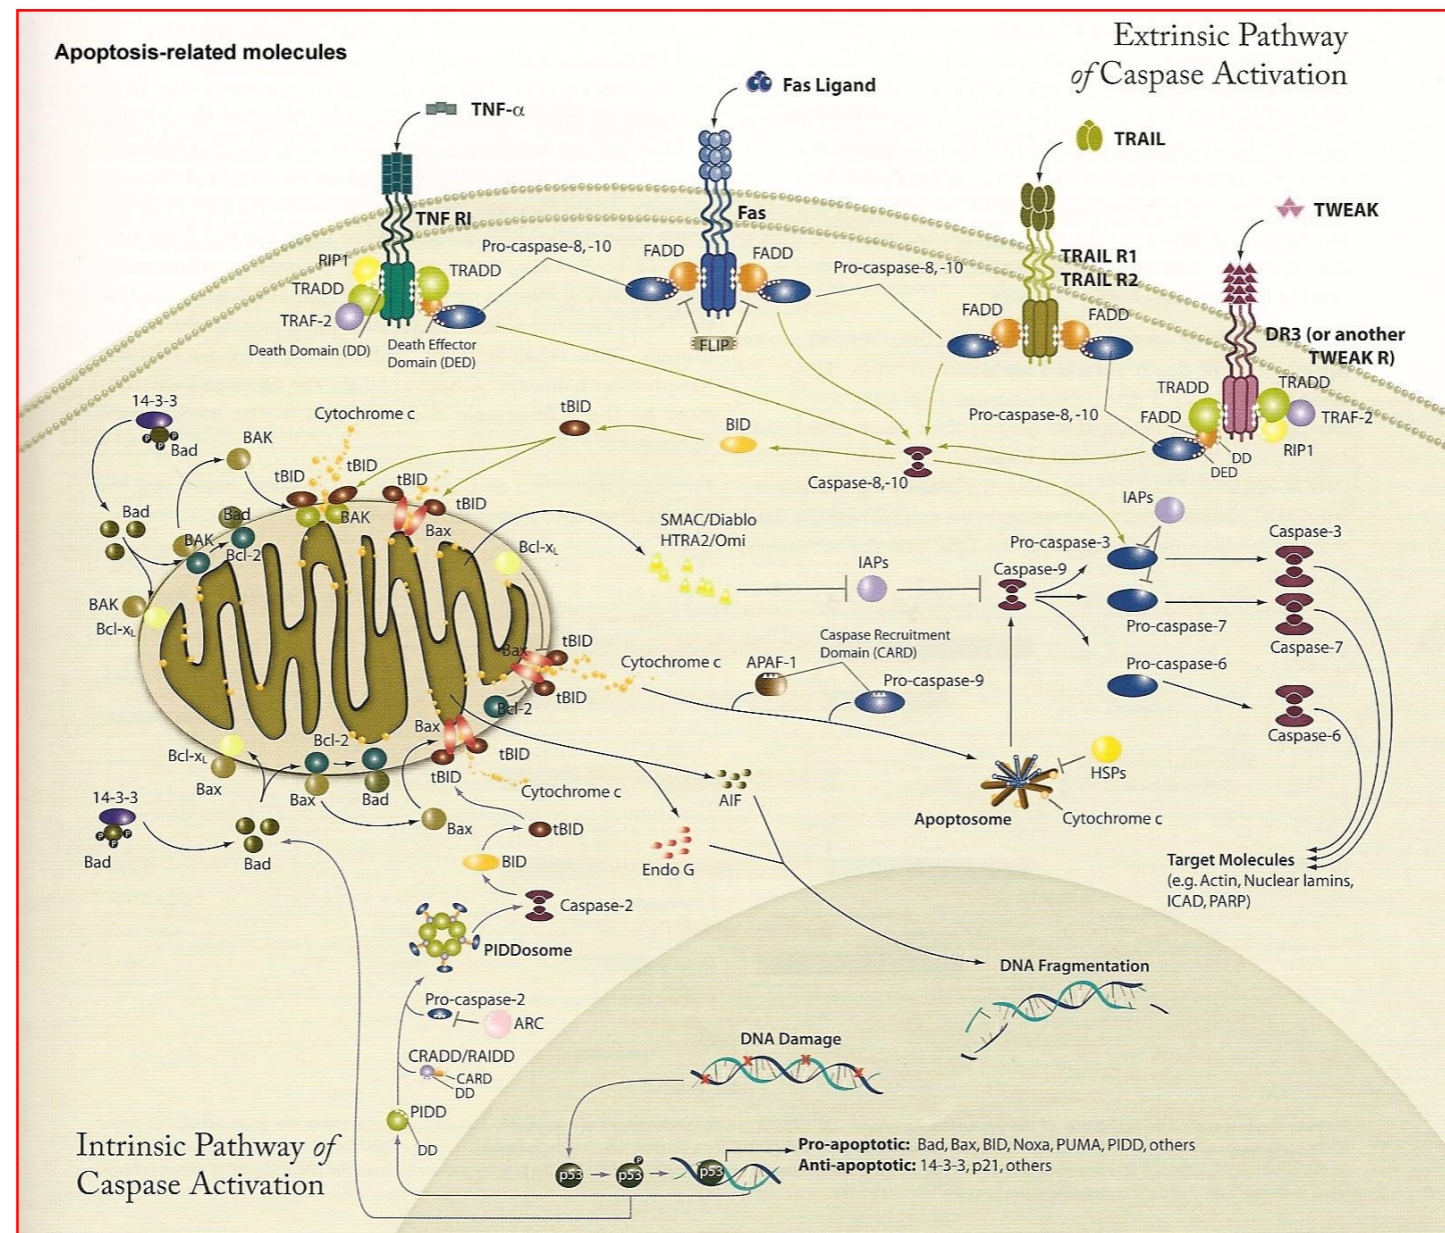 Apoptosis-related molecules
Extrinsic Pathway
of Caspase Activation
TNF-α
Fas Ligand
TRAIL
TWEAK
TNF RI
Fas
TRAIL R1
TRAIL R2
DR3 (or another
TWEAK R)
RIP1
TRADD
TRADD
TRAF-2
Death Domain (DD)
Death Effector
Domain (DED)
Pro-caspase-8,-10
FADD
FADD
FLIP
Pro-caspase-8,-10
FADD
FADD
Pro-caspase-8,-10
TRADD
FADD
TRADD
TRAF-2
RIP1
DD
DED
14-3-3
P
P
P
Bad
BAK
Cytochrome c
tBID
tBID
tBID
tBID
tBID
BID
Caspase-8,-10
Bad
BAK
Bad
Bcl-2
BAK
Bax
Bcl-xL
BAK
Bcl-xL
SMAC/Diablo
HTRA2/Omi
IAPs
IAPs
Caspase-9
Pro-caspase-3
Caspase-3
Pro-caspase-7
Caspase-7
Pro-caspase-6
Caspase-6
Bax
tBID
tBID
Cytochrome c
Caspase Recruitment
Domain (CARD)
APAF-1
Pro-caspase-9
Bcl-2
Bax
tBID
tBID
Cytochrome c
Bcl-xL
Bax
Bcl-2
Bax
Bad
Bax
14-3-3
P
P
P
Bad
Bad
AIF
Endo G
Apoptosome
HSPs
Cytochrome c
Target Molecules
(e.g. Actin, Nuclear lamins,
ICAD, PARP)
tBID
BID
Caspase-2
PIDDosome
Pro-caspase-2
ARC
CRADD/RAIDD
CARD
DD
PIDD
DD
DNA Fragmentation
DNA Damage
Intrinsic Pathway of
Caspase Activation
p53
P
p53
p53
Pro-apoptotic: Bad, Bax, BID, Noxa, PUMA, PIDD, others
Anti-apoptotic: 14-3-3, p21, others